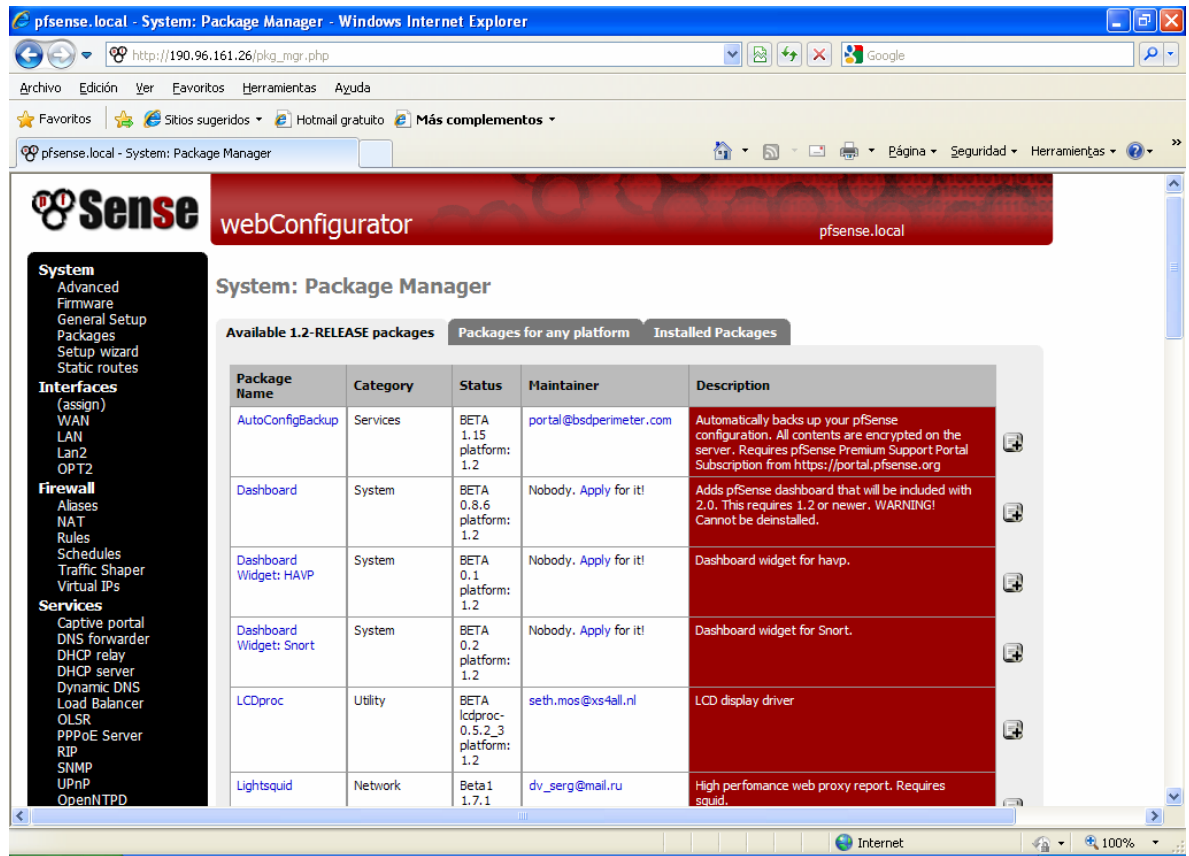 pfsense.local - System: Package Manager - Windows Internet Explorer
http://190.96.161.26/pkg_mgr.php
Google
Archivo Edición Ver Favoritos Herramientas Ayuda
Favoritos Sitios sugeridos Hotmail gratuito Más complementos
pfsense.local - System: Package Manager
Página Seguridad Herramientas
Sense
webConfigurator
pfsense.local
System
Advanced
Firmware
General Setup
Packages
Setup wizard
Static routes
Interfaces
(assign)
WAN
LAN
Lan2
OPT2
Firewall
Aliases
NAT
Rules
Schedules
Traffic Shaper
Virtual IPs
Services
Captive portal
DNS forwarder
DHCP relay
DHCP server
Dynamic DNS
Load Balancer
OLSR
PPPoE Server
RIP
SNMP
UPnP
OpenNTPD
System: Package Manager
Available 1.2-RELEASE packages Packages for any platform Installed Packages
Package
Name
Category
Status
Maintainer
Description
AutoConfigBackup
Services
BETA
1.15
platform:
1.2
portal@bsdperimeter.com
Automatically backs up your pfSense
configuration. All contents are encrypted on the
server. Requires pfSense Premium Support Portal
Subscription from https://portal.pfsense.org
Dashboard
System
BETA
0.8.6
platform:
1.2
Nobody. Apply for it!
Adds pfSense dashboard that will be included with
2.0. This requires 1.2 or newer. WARNING!
Cannot be deinstalled.
Dashboard
Widget: HAVP
System
BETA
0.1
platform:
1.2
Nobody. Apply for it!
Dashboard widget for havp.
Dashboard
Widget: Snort
System
BETA
0.2
platform:
1.2
Nobody. Apply for it!
Dashboard widget for Snort.
LCDproc
Utility
BETA
lcdproc-
0.5.2_3
platform:
1.2
seth.mos@xs4all.nl
LCD display driver
Lightsquid
Network
Beta1
1.7.1
dv_serg@mail.ru
High perfomance web proxy report. Requires
squid.
Internet
100%